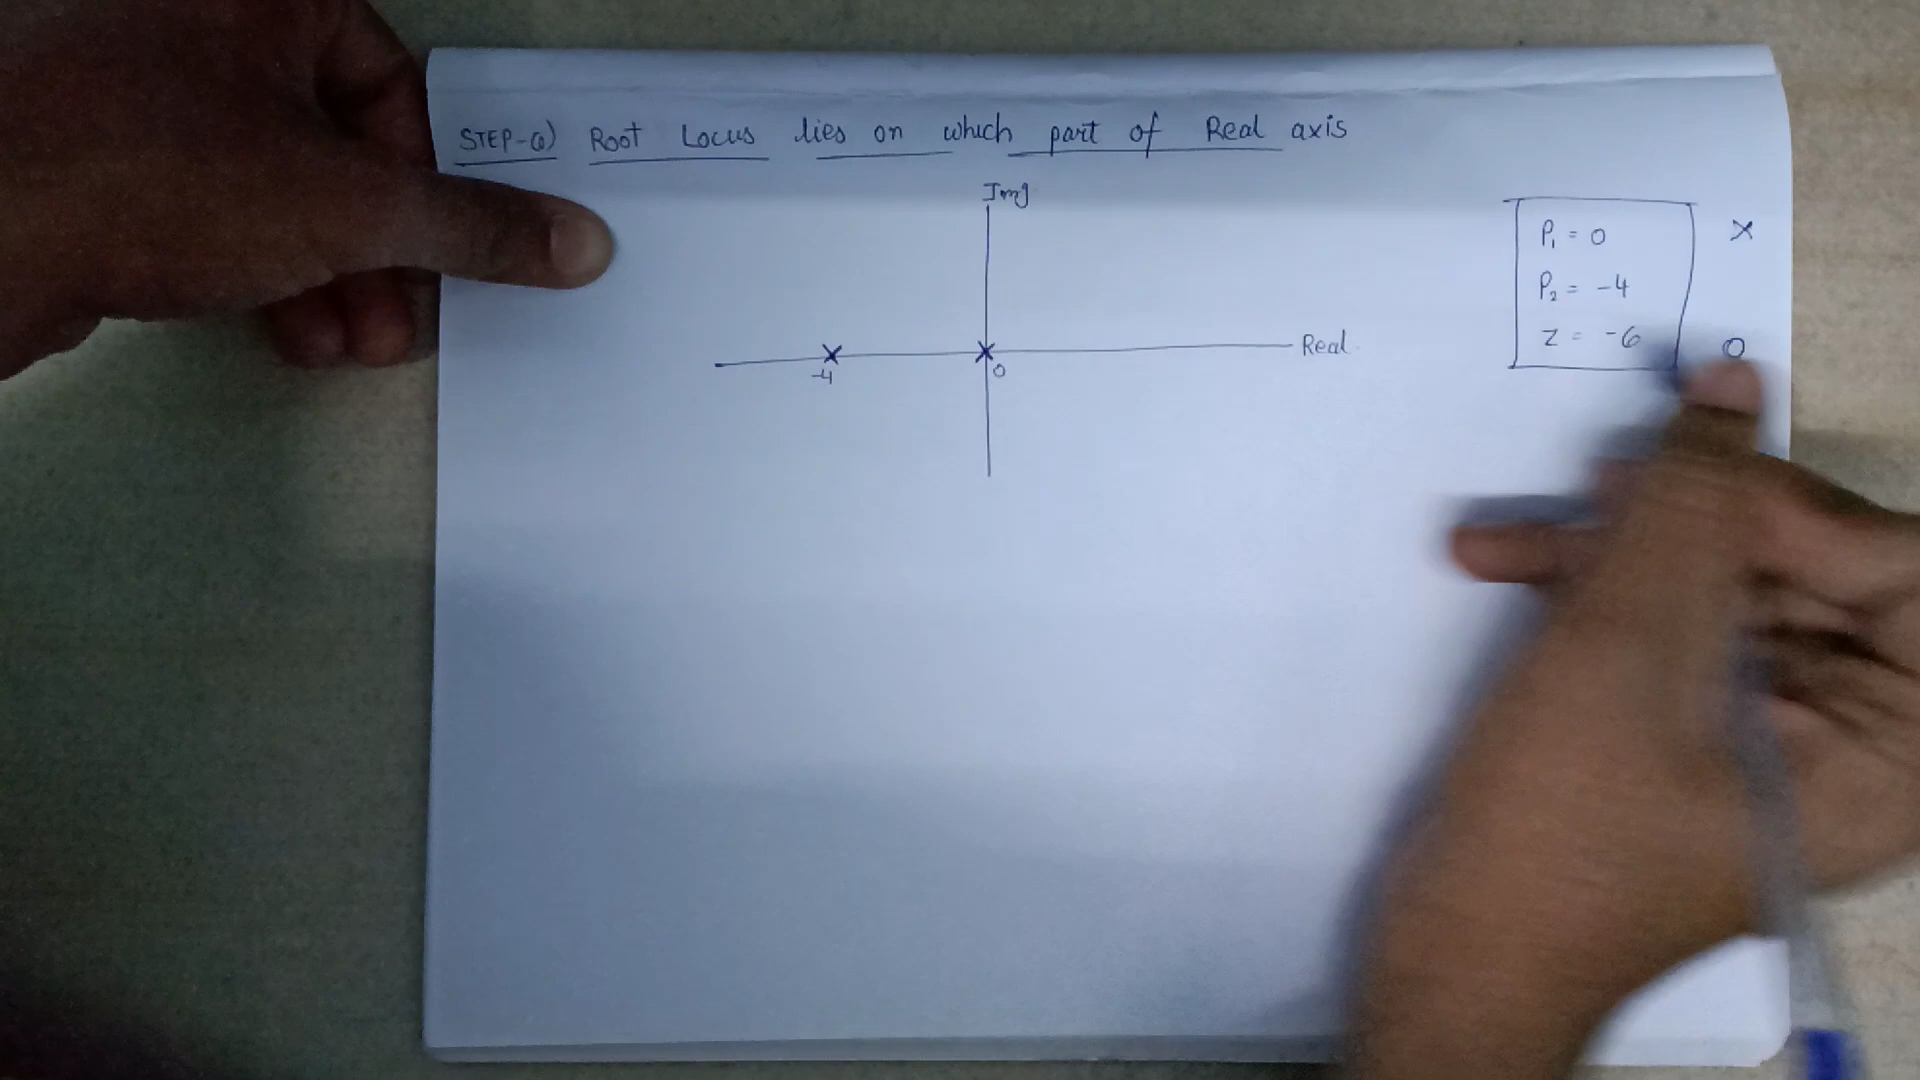 STEP-6) Root Locus lies on which part of Real axis
Img
P₁ = 0 X
P₂ = -4
Z = -6 O
Real
-4 0